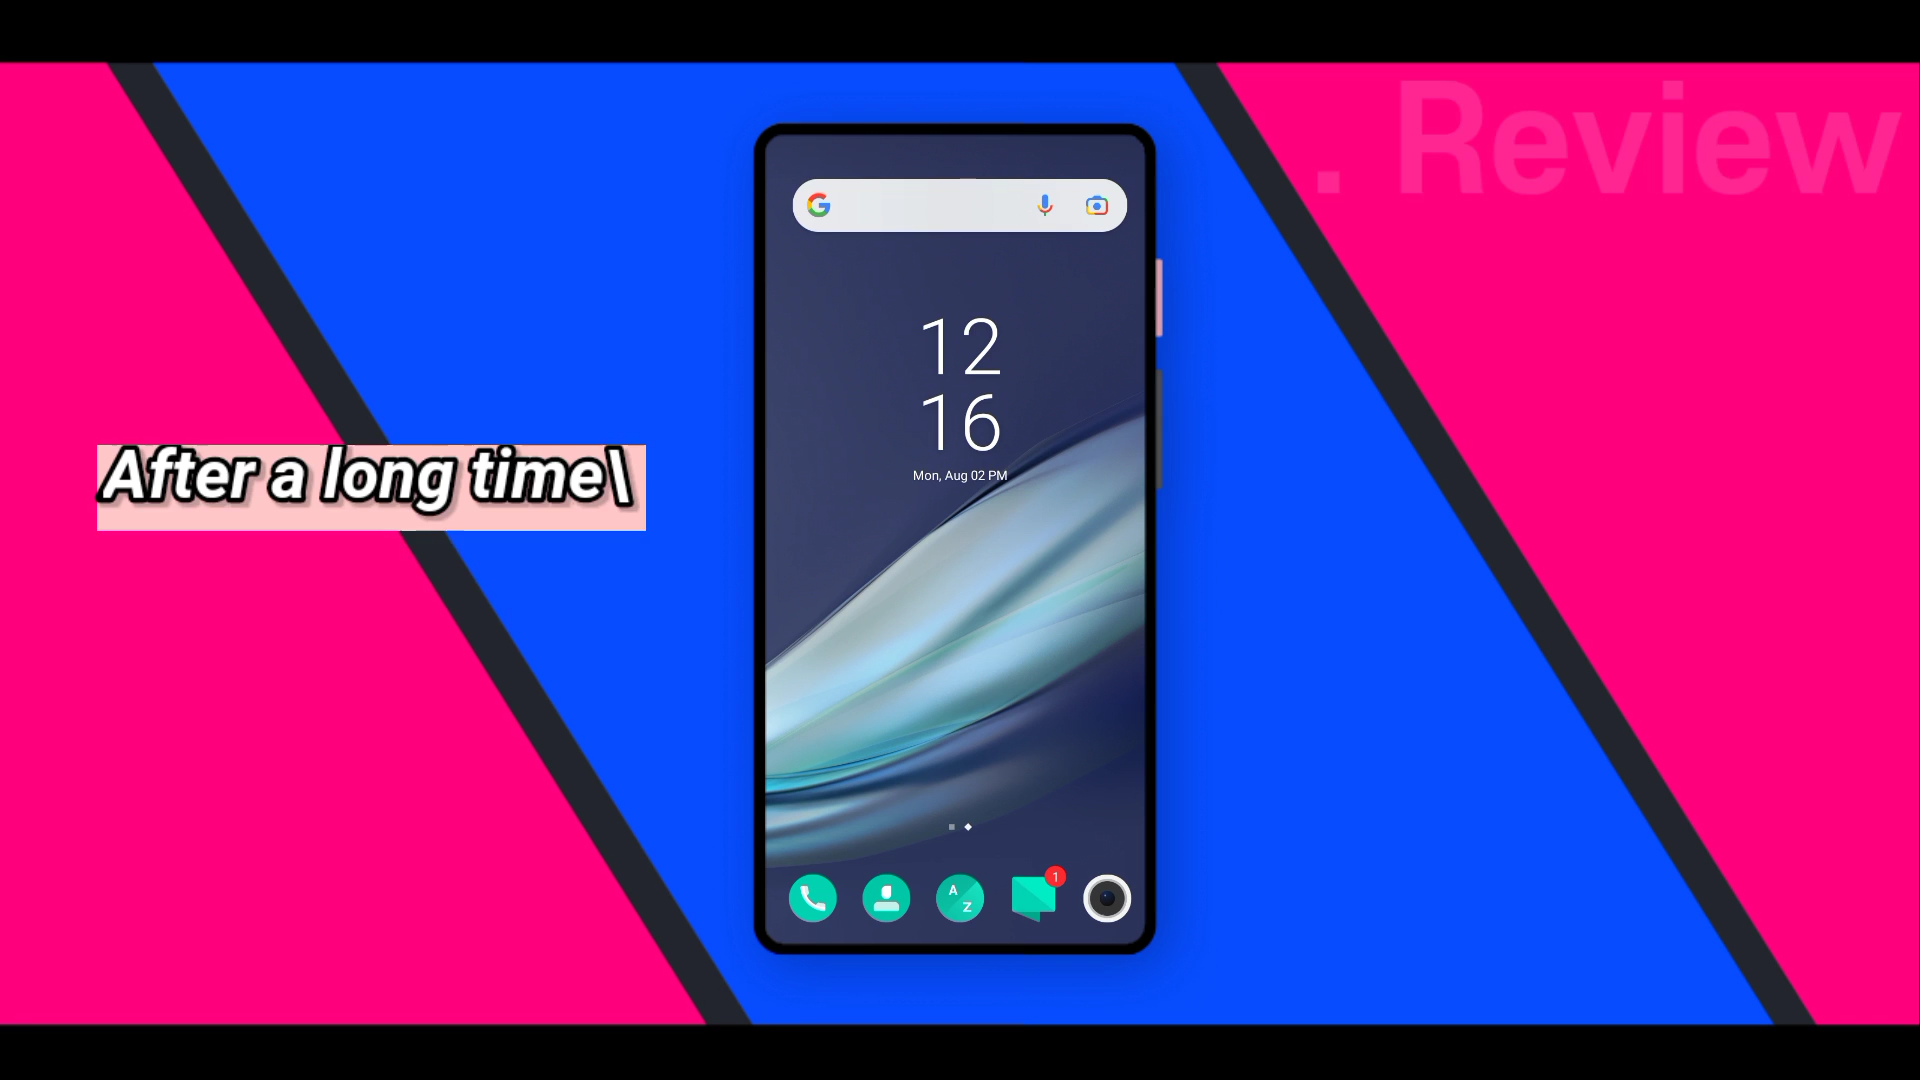 . Review
12
16
Mon, Aug 02 PM
After a long time\
A
Z
1